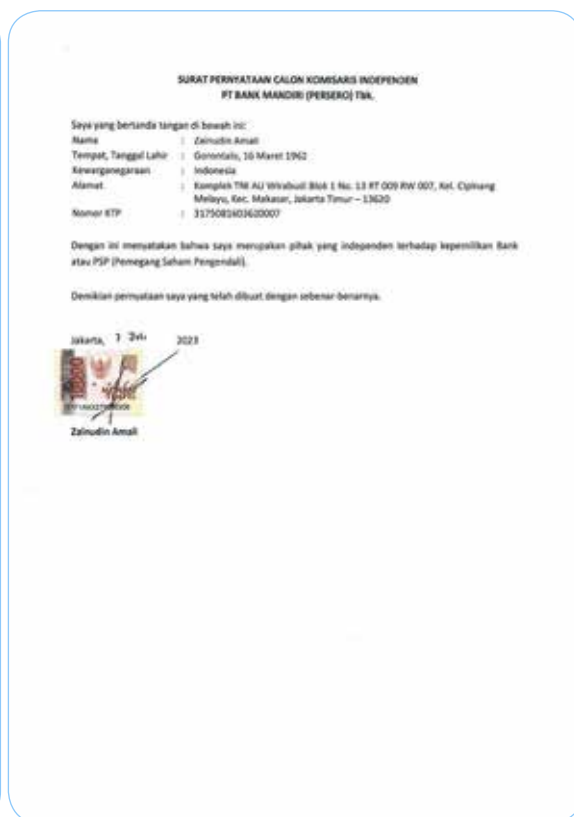 SURAT PERNYATAAN CALON KOMISARIS INDEPENDEN
PT BANK MANDIRI (PERSERO) Tbk.
Saya yang bertanda tangan di bawah ini:
Nama : Zainudin Amali
Tempat, Tanggal Lahir : Gorontalo, 16 Maret 1962
Kewarganegaraan : Indonesia
Alamat : Komplek TNI AU Wirabudi Blok 1 No. 13 RT 009 RW 007, Kel. Cipinang
Melayu, Kec. Makasar, Jakarta Timur – 13620
Nomor KTP : 3175081603620007
Dengan ini menyatakan bahwa saya merupakan pihak yang independen terhadap kepemilikan Bank
atau PSP (Pemegang Saham Pengendali).
Demikian pernyataan saya yang telah dibuat dengan sebenar-benarnya.
Jakarta, 2023
10000
Zainudin Amali